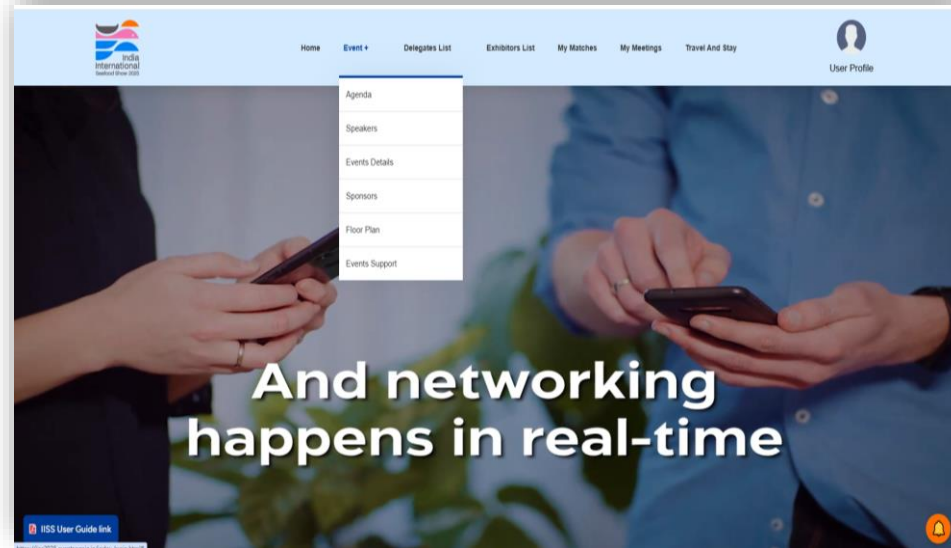 India
International
Seafood Show 2023
Home
Event +
Delegates List
Exhibitors List
My Matches
My Meetings
Travel And Stay
User Profile
Agenda
Speakers
Events Details
Sponsors
Floor Plan
Events Support
And networking
happens in real-time
IISS User Guide link